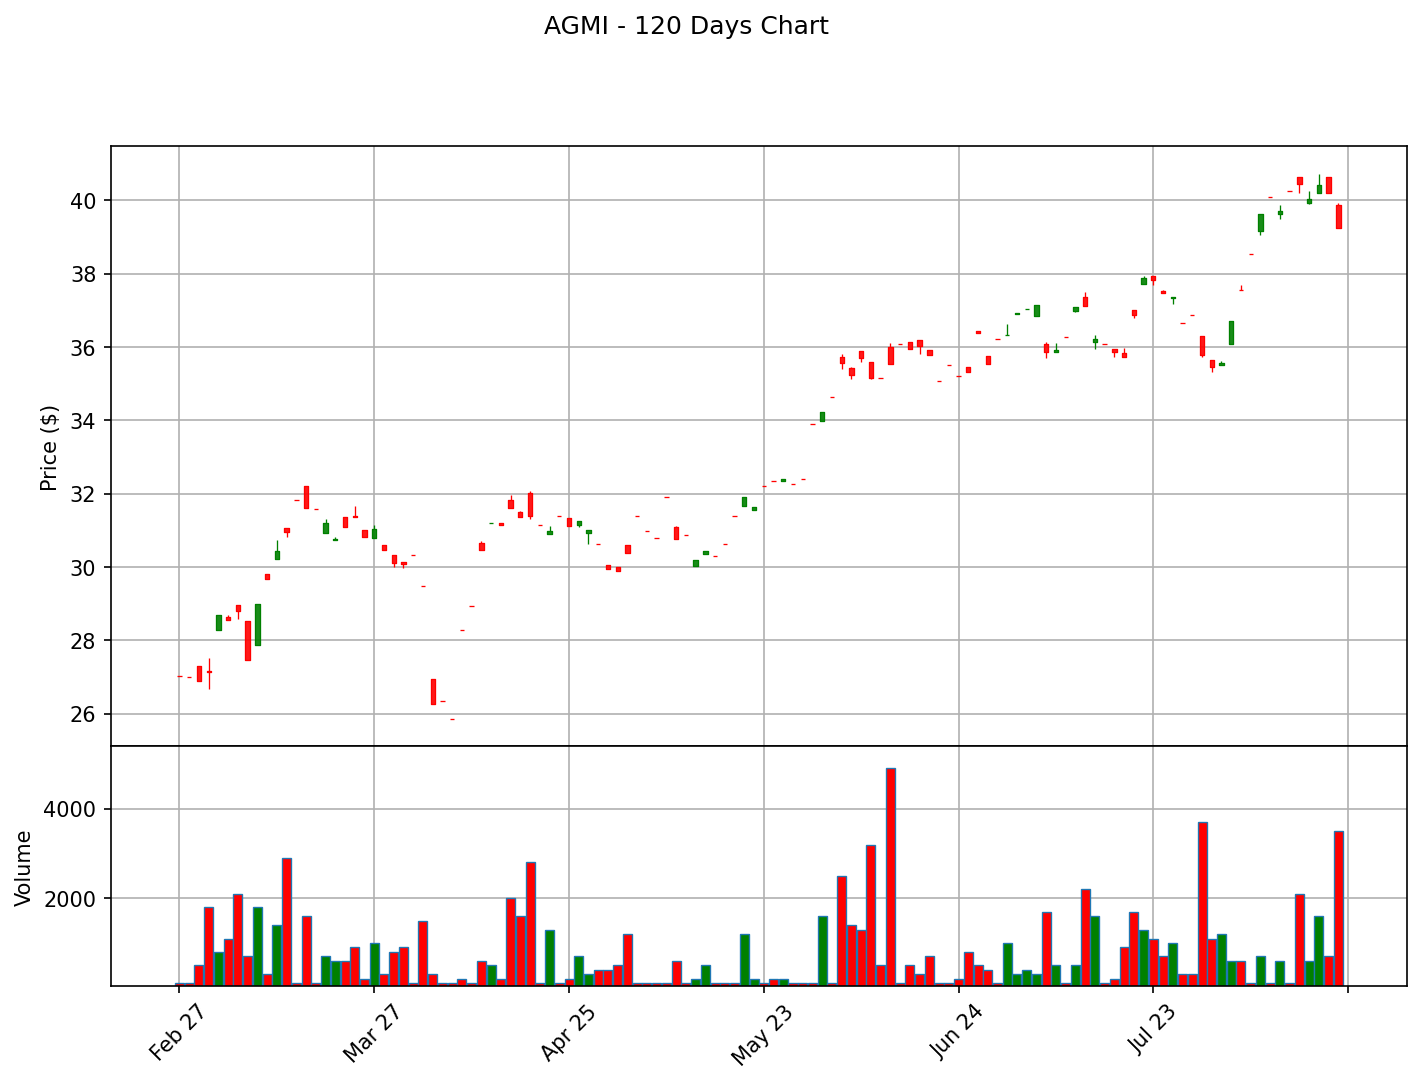 AGMI - 120 Days Chart
Price ($)
40
38
36
34
32
30
28
26
Volume
4000
2000
Feb 27
Mar 27
Apr 25
May 23
Jun 24
Jul 23